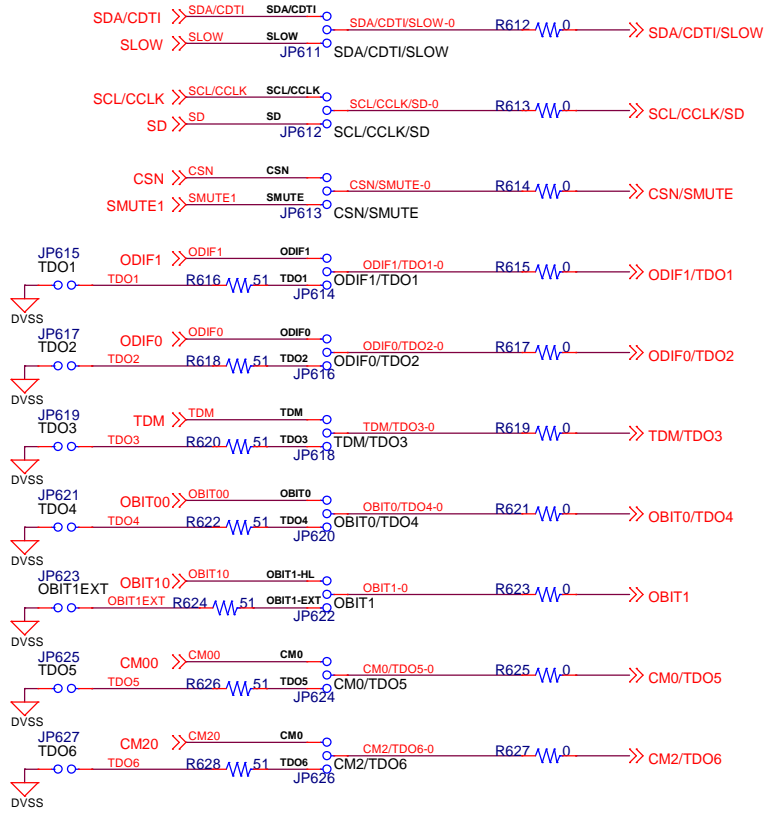 SDA/CDTI SDA/CDTI SDA/CDTI
SDA/CDTI/SLOW-0 R612 0 SDA/CDTI/SLOW
SLOW SLOW SLOW
JP611 SDA/CDTI/SLOW
SCL/CCLK SCL/CCLK SCL/CCLK
SCL/CCLK/SD-0 R613 0 SCL/CCLK/SD
SD SD SD
JP612 SCL/CCLK/SD
CSN CSN CSN
CSN/SMUTE-0 R614 0 CSN/SMUTE
SMUTE1 SMUTE1 SMUTE
JP613 CSN/SMUTE
JP615 ODIF1 ODIF1 ODIF1
TDO1 ODIF1/TDO1-0 R615 0 ODIF1/TDO1
TDO1 R616 51 TDO1 ODIF1/TDO1
JP614
DVSS
JP617 ODIF0 ODIF0 ODIF0
TDO2 ODIF0/TDO2-0 R617 0 ODIF0/TDO2
TDO2 R618 51 TDO2 ODIF0/TDO2
JP616
DVSS
JP619 TDM TDM TDM
TDO3 TDM/TDO3-0 R619 0 TDM/TDO3
TDO3 R620 51 TDO3 TDM/TDO3
JP618
DVSS
JP621 OBIT00 OBIT00 OBIT0
TDO4 OBIT0/TDO4-0 R621 0 OBIT0/TDO4
TDO4 R622 51 TDO4 OBIT0/TDO4
JP620
DVSS
JP623 OBIT10 OBIT10 OBIT1-HL
OBIT1EXT OBIT1-0 R623 0 OBIT1
OBIT1EXT R624 51 OBIT1-EXT OBIT1
JP622
DVSS
JP625 CM00 CM00 CM0
TDO5 CM0/TDO5-0 R625 0 CM0/TDO5
TDO5 R626 51 TDO5 CM0/TDO5
JP624
DVSS
JP627 CM20 CM20 CM0
TDO6 CM2/TDO6-0 R627 0 CM2/TDO6
TDO6 R628 51 TDO6 CM2/TDO6
JP626
DVSS